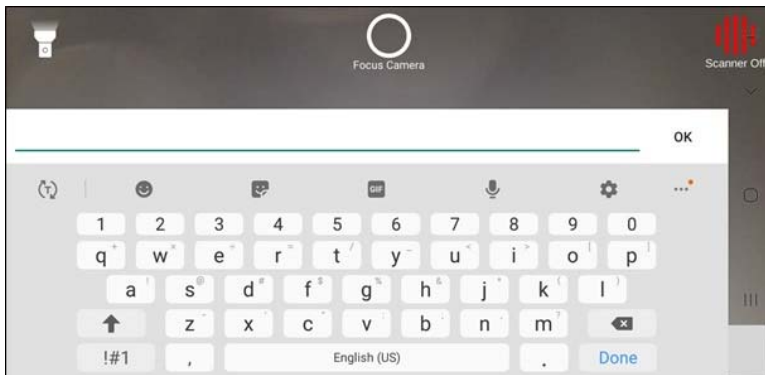 Focus Camera
Scanner Off
OK
GIF
1 2 3 4 5 6 7 8 9 0
q + w × e ÷ r = t / y - u < i > o [ p ]
a ! s @ d # f $ g % h & j * k ( l )
z - x ' c " v : b ; n , m ?
!#1 , English (US) . Done